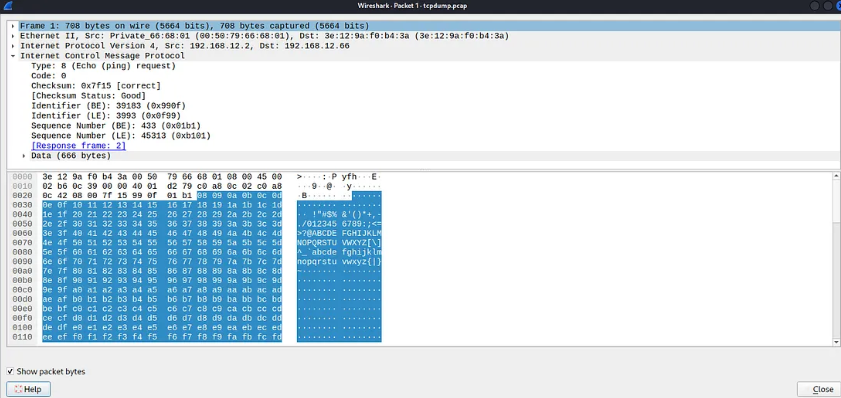 Wireshark · Packet 1 · tcpdump.pcap
Frame 1: 708 bytes on wire (5664 bits), 708 bytes captured (5664 bits)
Ethernet II, Src: Private_66:68:01 (00:50:79:66:68:01), Dst: 3e:12:9a:f0:b4:3a (3e:12:9a:f0:b4:3a)
Internet Protocol Version 4, Src: 192.168.12.2, Dst: 192.168.12.66
Internet Control Message Protocol
Type: 8 (Echo (ping) request)
Code: 0
Checksum: 0x7f15 [correct]
[Checksum Status: Good]
Identifier (BE): 39183 (0x990f)
Identifier (LE): 3993 (0x0f99)
Sequence Number (BE): 433 (0x01b1)
Sequence Number (LE): 45313 (0xb101)
[Response frame: 2]
Data (666 bytes)
0000 3e 12 9a f0 b4 3a 00 50 79 66 68 01 08 00 45 00 >····:·P yfh···E·
0010 02 b6 0c 39 00 00 40 01 d2 79 c0 a8 0c 02 c0 a8 ···9··@· ·y······
0020 0c 42 08 00 7f 15 99 0f 01 b1 08 09 0a 0b 0c 0d ·B······ ········
0030 0e 0f 10 11 12 13 14 15 16 17 18 19 1a 1b 1c 1d ········ ········
0040 1e 1f 20 21 22 23 24 25 26 27 28 29 2a 2b 2c 2d ·· !"#$% &'()*+,-
0050 2e 2f 30 31 32 33 34 35 36 37 38 39 3a 3b 3c 3d ./012345 6789:;<=
0060 3e 3f 40 41 42 43 44 45 46 47 48 49 4a 4b 4c 4d >?@ABCDE FGHIJKLM
0070 4e 4f 50 51 52 53 54 55 56 57 58 59 5a 5b 5c 5d NOPQRSTU VWXYZ[\]
0080 5e 5f 60 61 62 63 64 65 66 67 68 69 6a 6b 6c 6d ^_`abcde fghijklm
0090 6e 6f 70 71 72 73 74 75 76 77 78 79 7a 7b 7c 7d nopqrstu vwxyz{|}
00a0 7e 7f 80 81 82 83 84 85 86 87 88 89 8a 8b 8c 8d ~······· ········
00b0 8e 8f 90 91 92 93 94 95 96 97 98 99 9a 9b 9c 9d ········ ········
00c0 9e 9f a0 a1 a2 a3 a4 a5 a6 a7 a8 a9 aa ab ac ad ········ ········
00d0 ae af b0 b1 b2 b3 b4 b5 b6 b7 b8 b9 ba bb bc bd ········ ········
00e0 be bf c0 c1 c2 c3 c4 c5 c6 c7 c8 c9 ca cb cc cd ········ ········
00f0 ce cf d0 d1 d2 d3 d4 d5 d6 d7 d8 d9 da db dc dd ········ ········
0100 de df e0 e1 e2 e3 e4 e5 e6 e7 e8 e9 ea eb ec ed ········ ········
0110 ee ef f0 f1 f2 f3 f4 f5 f6 f7 f8 f9 fa fb fc fd ········ ········
Show packet bytes
Help
Close